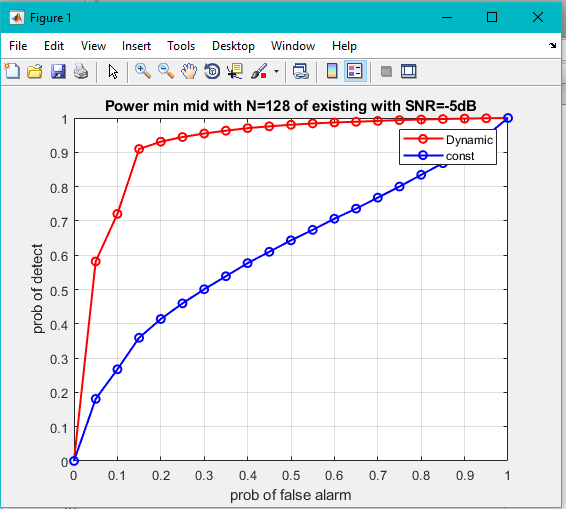 Figure 1
File Edit View Insert Tools Desktop Window Help
Power min mid with N=128 of existing with SNR=-5dB
1
0.9
0.8
0.7
0.6
0.5
0.4
0.3
0.2
0.1
0
prob of detect
Dynamic
const
0 0.1 0.2 0.3 0.4 0.5 0.6 0.7 0.8 0.9 1
prob of false alarm